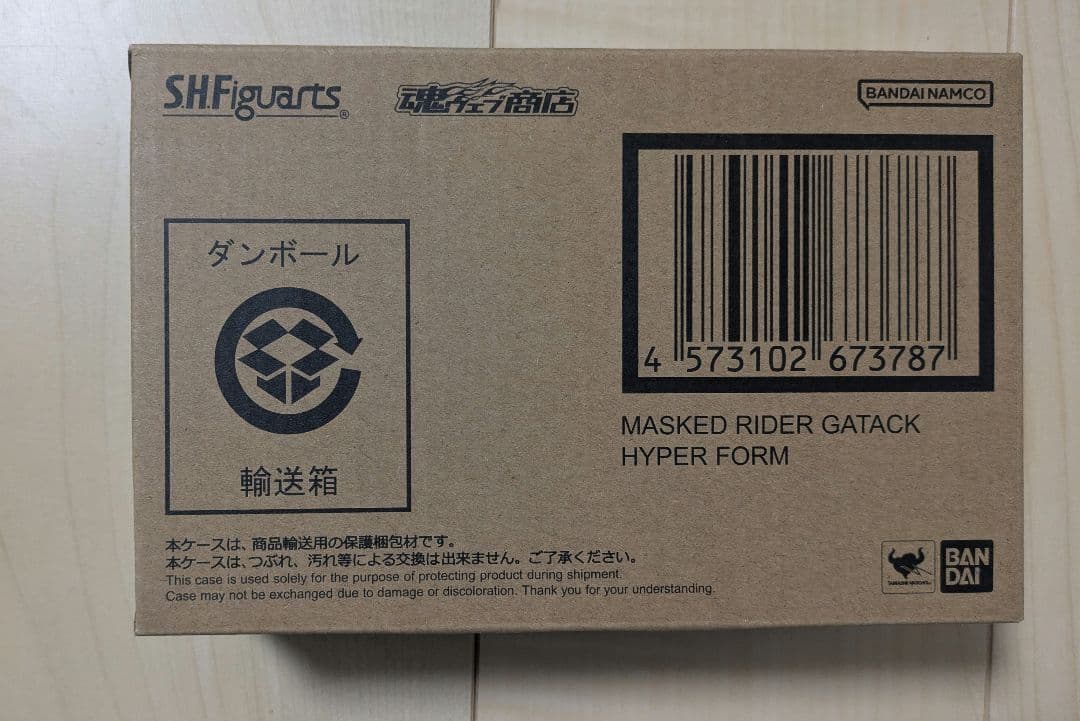 S.H.Figuarts®
魂ウェブ商店
BANDAI NAMCO
ダンボール
輸送箱
4 573102 673787
MASKED RIDER GATACK
HYPER FORM
本ケースは、商品輸送用の保護梱包材です。
本ケースは、つぶれ、汚れ等による交換は出来ません。ご了承ください。
This case is used solely for the purpose of protecting product during shipment.
Case may not be exchanged due to damage or discoloration. Thank you for your understanding.
TAMASHII NATIONS
BAN
DAI